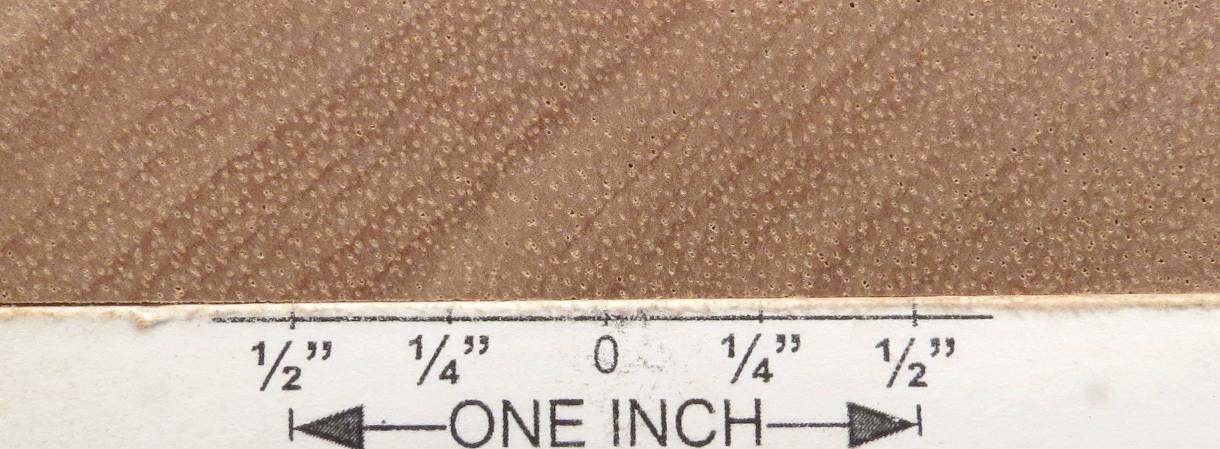 ½” ¼” 0 ¼” ½”
ONE INCH